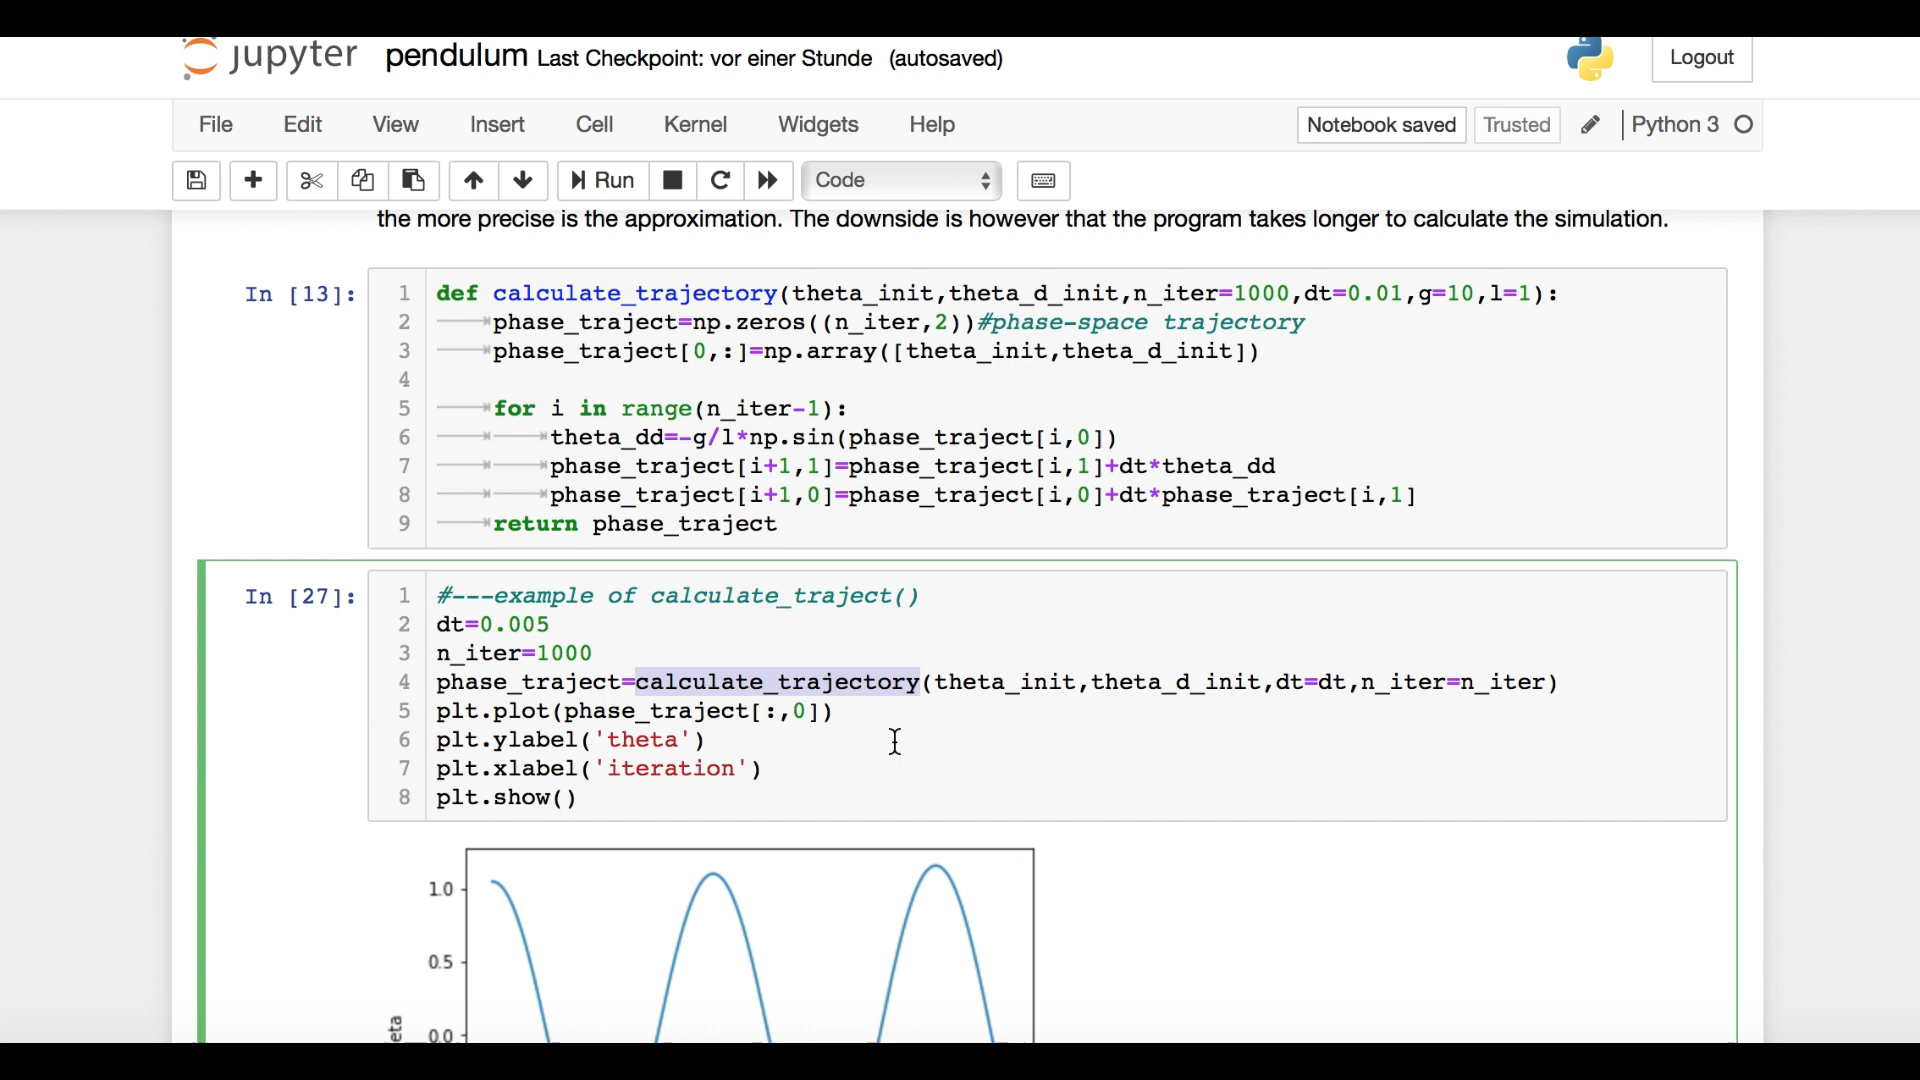 jupyter pendulum Last Checkpoint: vor einer Stunde (autosaved) Logout
File Edit View Insert Cell Kernel Widgets Help Notebook saved Trusted Python 3
Run Code
the more precise is the approximation. The downside is however that the program takes longer to calculate the simulation.
In [13]:
1 def calculate_trajectory(theta_init,theta_d_init,n_iter=1000,dt=0.01,g=10,l=1):
2 phase_traject=np.zeros((n_iter,2))#phase-space trajectory
3 phase_traject[0,:]=np.array([theta_init,theta_d_init])
4
5 for i in range(n_iter-1):
6 theta_dd=-g/l*np.sin(phase_traject[i,0])
7 phase_traject[i+1,1]=phase_traject[i,1]+dt*theta_dd
8 phase_traject[i+1,0]=phase_traject[i,0]+dt*phase_traject[i,1]
9 return phase_traject
In [27]:
1 #---example of calculate_traject()
2 dt=0.005
3 n_iter=1000
4 phase_traject=calculate_trajectory(theta_init,theta_d_init,dt=dt,n_iter=n_iter)
5 plt.plot(phase_traject[:,0])
6 plt.ylabel('theta')
7 plt.xlabel('iteration')
8 plt.show()
1.0
0.5
0.0